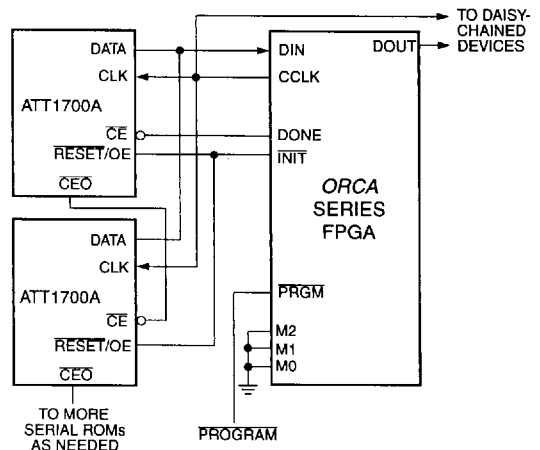 TO DAISY-
CHAINED
DEVICES
DATA
CLK
ATT1700A
CE
RESET/OE
CEO
DIN
DOUT
CCLK
DONE
INIT
ORCA
SERIES
FPGA
PRGM
M2
M1
M0
DATA
CLK
ATT1700A
CE
RESET/OE
CEO
TO MORE
SERIAL ROMs
AS NEEDED
PROGRAM